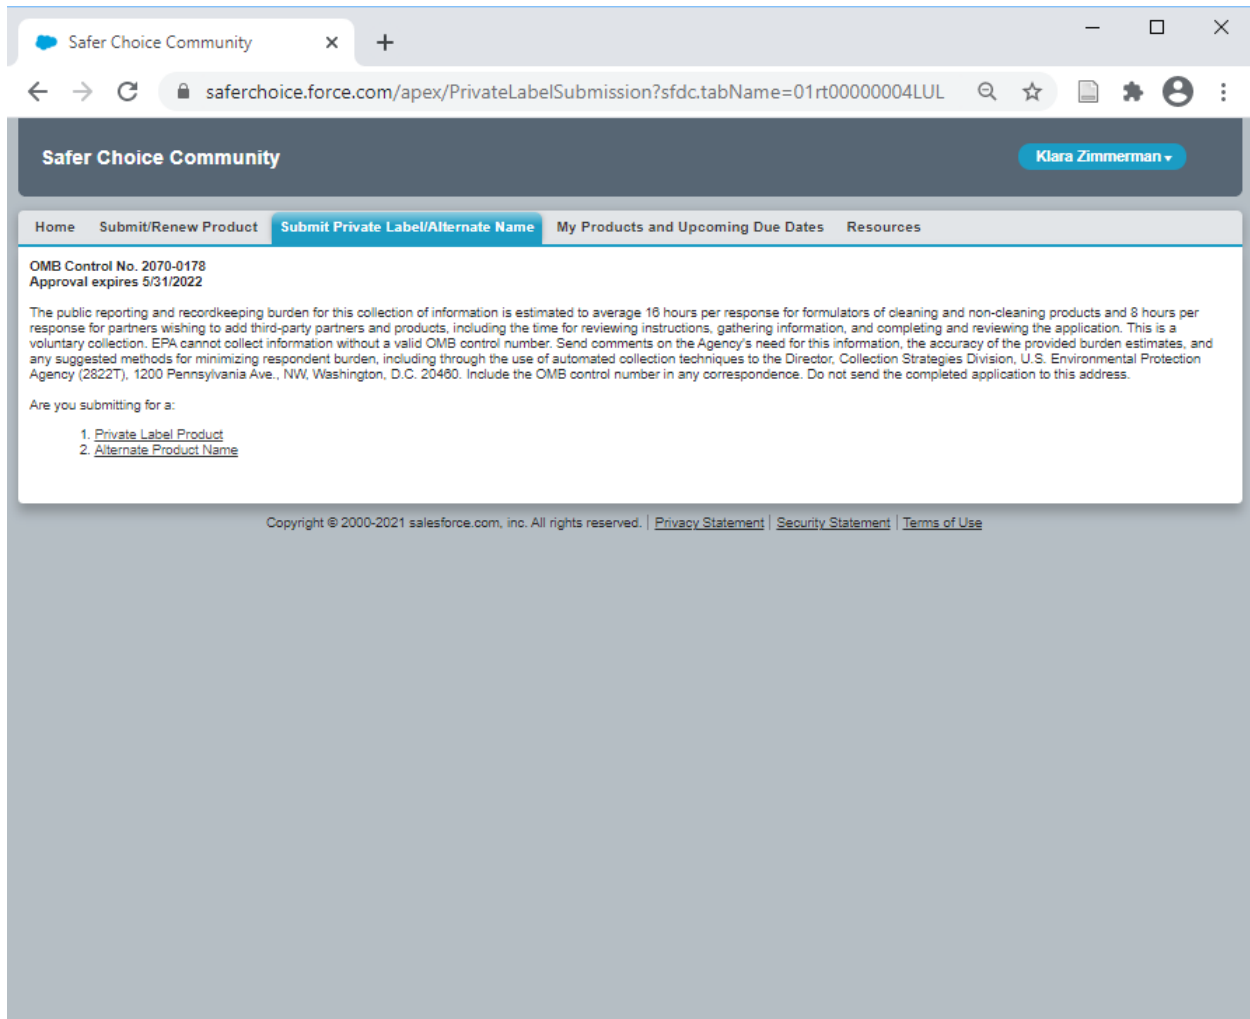 Safer Choice Community
saferchoice.force.com/apex/PrivateLabelSubmission?sfdc.tabName=01rt00000004LUL
Safer Choice Community
Klara Zimmerman
Home Submit/Renew Product Submit Private Label/Alternate Name My Products and Upcoming Due Dates Resources
OMB Control No. 2070-0178
Approval expires 5/31/2022
The public reporting and recordkeeping burden for this collection of information is estimated to average 16 hours per response for formulators of cleaning and non-cleaning products and 8 hours per
response for partners wishing to add third-party partners and products, including the time for reviewing instructions, gathering information, and completing and reviewing the application. This is a
voluntary collection. EPA cannot collect information without a valid OMB control number. Send comments on the Agency's need for this information, the accuracy of the provided burden estimates, and
any suggested methods for minimizing respondent burden, including through the use of automated collection techniques to the Director, Collection Strategies Division, U.S. Environmental Protection
Agency (2822T), 1200 Pennsylvania Ave., NW, Washington, D.C. 20460. Include the OMB control number in any correspondence. Do not send the completed application to this address.
Are you submitting for a:
1. Private Label Product
2. Alternate Product Name
Copyright © 2000-2021 salesforce.com, inc. All rights reserved. | Privacy Statement | Security Statement | Terms of Use